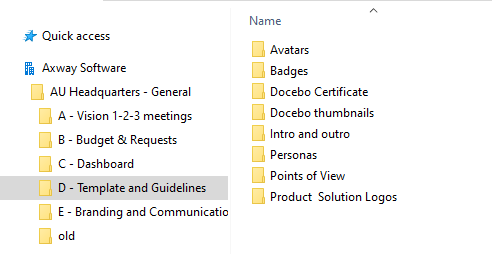 Quick access
Axway Software
AU Headquarters - General
A - Vision 1-2-3 meetings
B - Budget & Requests
C - Dashboard
D - Template and Guidelines
E - Branding and Communicatio
old
Name
Avatars
Badges
Docebo Certificate
Docebo thumbnails
Intro and outro
Personas
Points of View
Product  Solution Logos